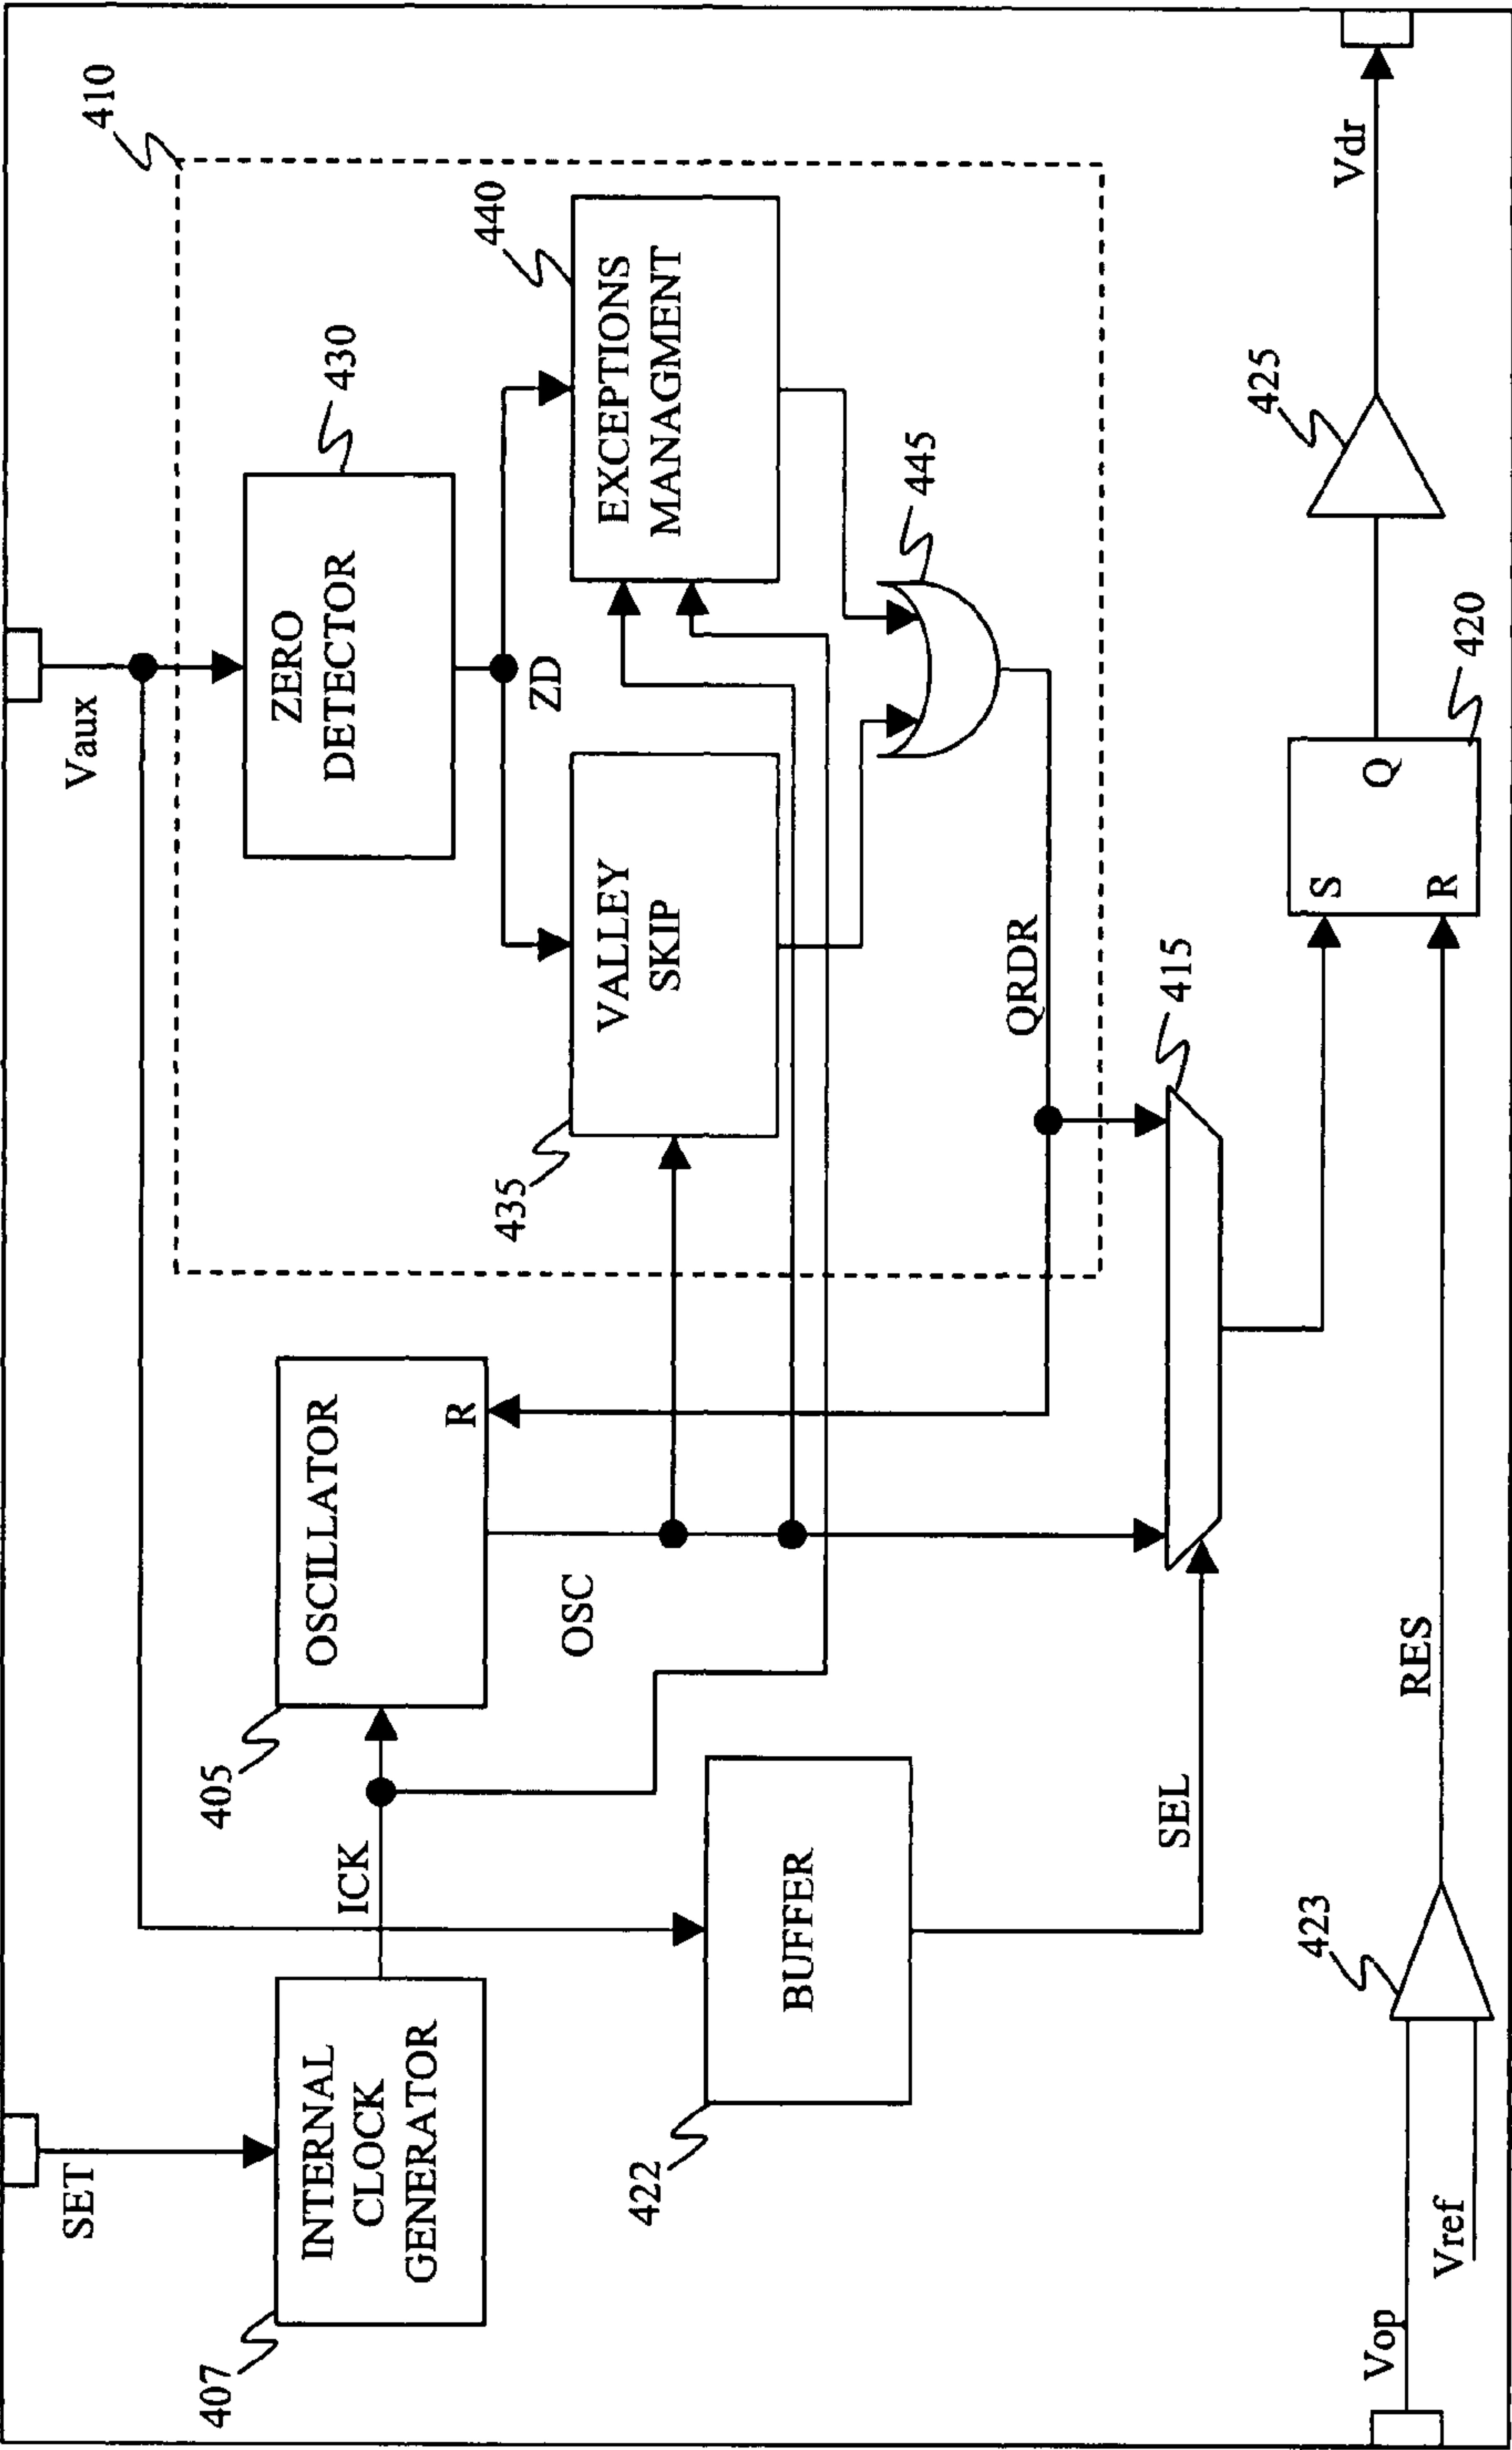 SET
Vaux
410
407
INTERNAL
CLOCK
GENERATOR
ICK
405
OSCILLATOR
R
ZERO
DETECTOR
430
ZD
435
VALLEY
SKIP
440
EXCEPTIONS
MANAGMENT
445
OSC
QRDR
422
BUFFER
SEL
415
Vop
Vref
423
RES
S
R
Q
420
425
Vdr